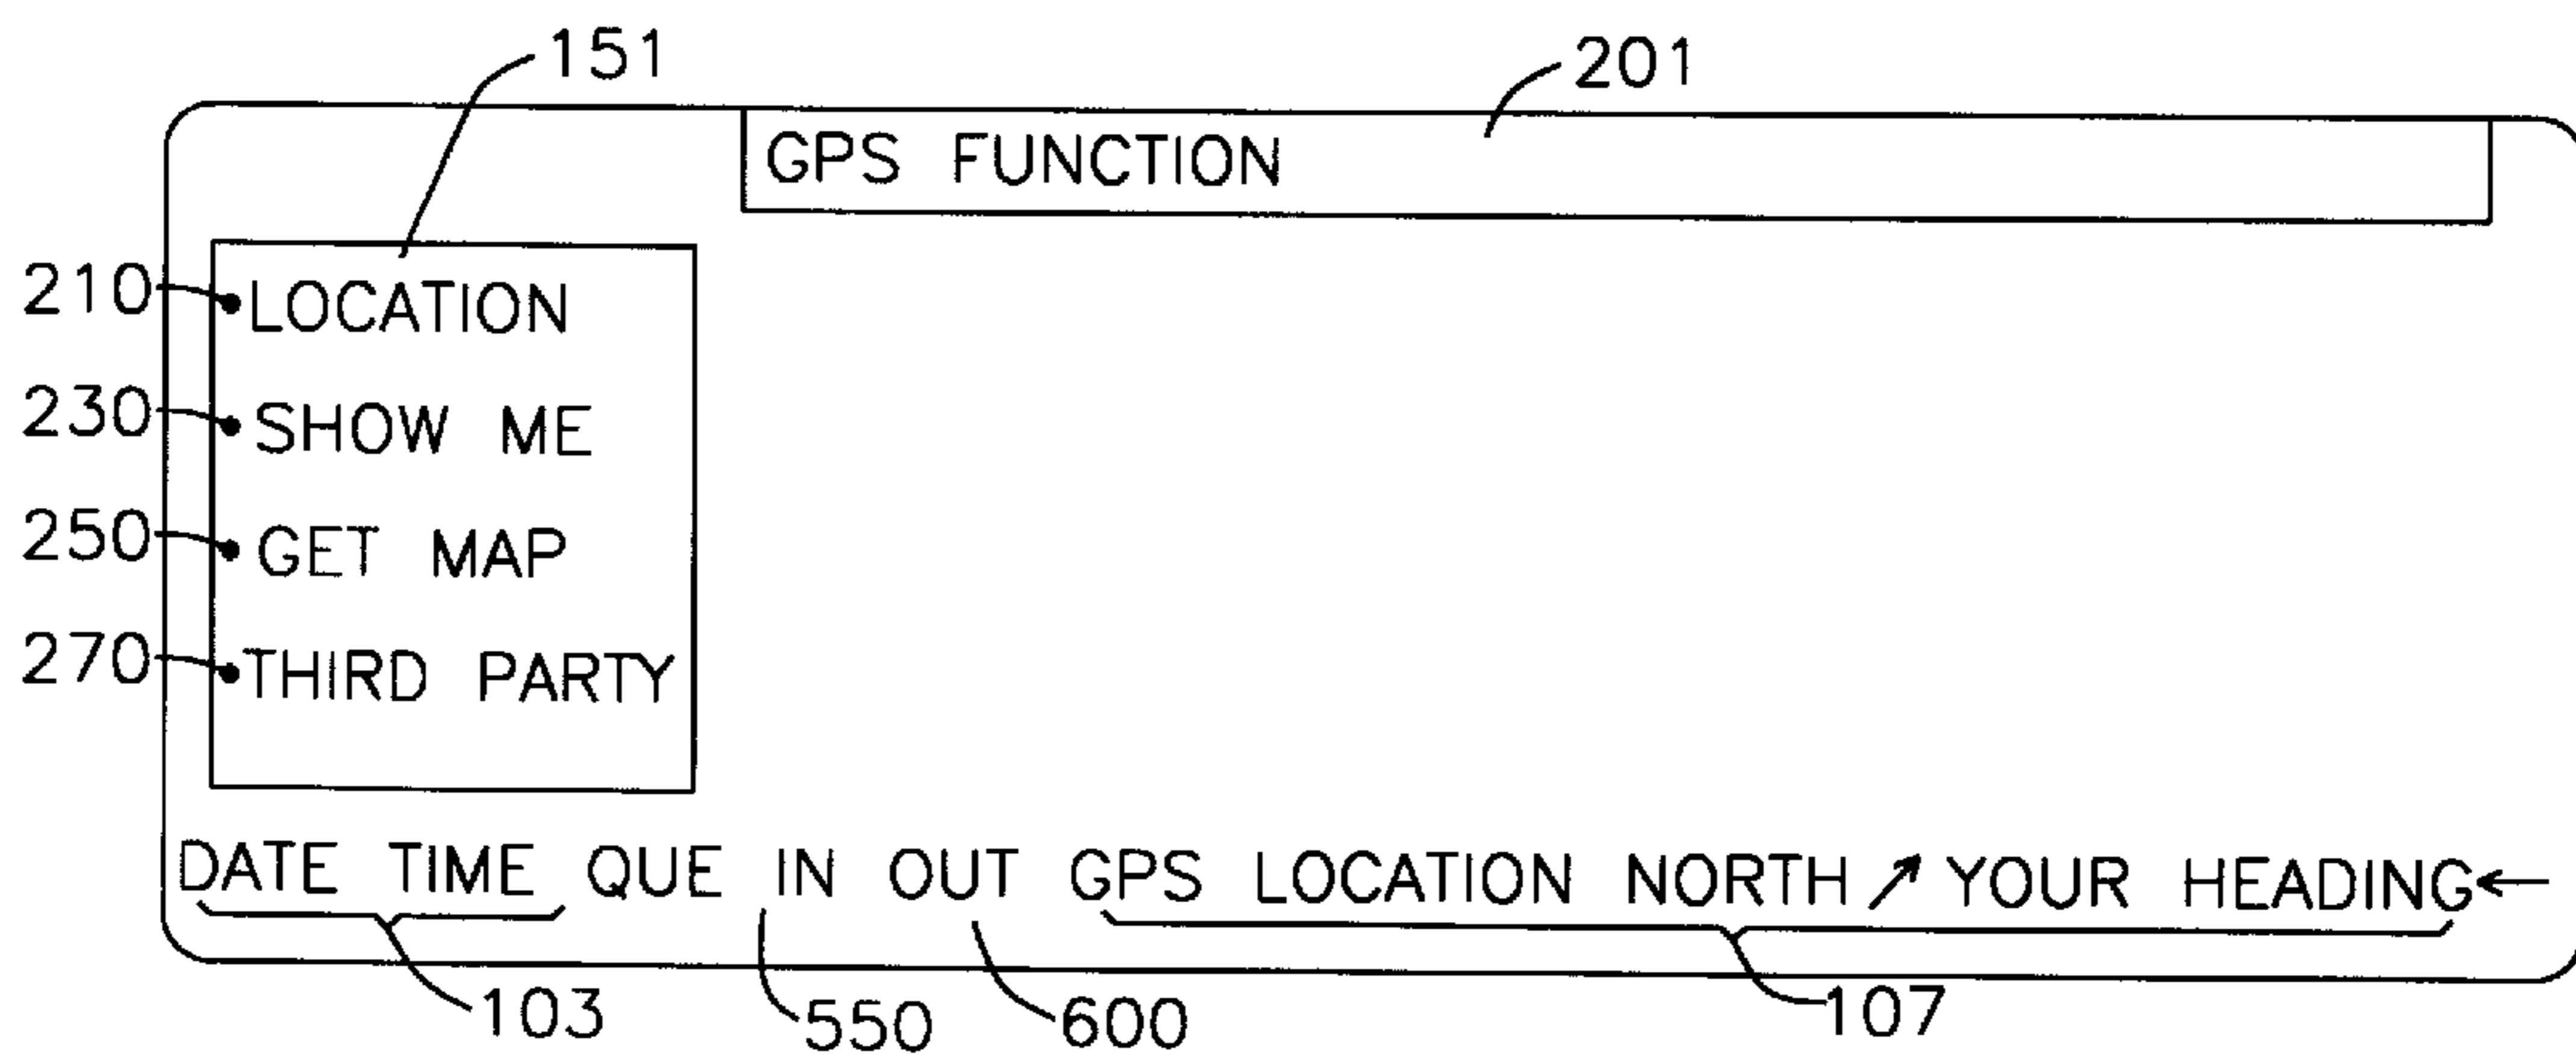 151
201
GPS FUNCTION
210 LOCATION
230 SHOW ME
250 GET MAP
270 THIRD PARTY
DATE TIME QUE IN OUT GPS LOCATION NORTH ↗ YOUR HEADING ←
103
550
600
107